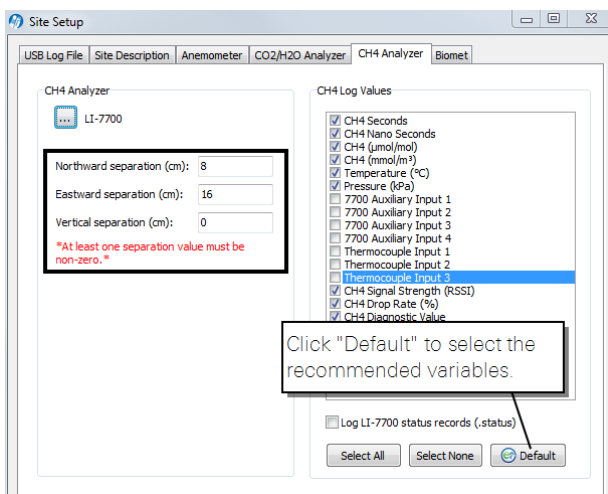 Site Setup
USB Log File Site Description Anemometer CO2/H2O Analyzer CH4 Analyzer Biomet
CH4 Analyzer
... LI-7700
Northward separation (cm): 8
Eastward separation (cm): 16
Vertical separation (cm): 0
*At least one separation value must be
non-zero.*
CH4 Log Values
CH4 Seconds
CH4 Nano Seconds
CH4 (µmol/mol)
CH4 (mmol/m³)
Temperature (°C)
Pressure (kPa)
7700 Auxiliary Input 1
7700 Auxiliary Input 2
7700 Auxiliary Input 3
7700 Auxiliary Input 4
Thermocouple Input 1
Thermocouple Input 2
Thermocouple Input 3
CH4 Signal Strength (RSSI)
CH4 Drop Rate (%)
CH4 Diagnostic Value
Click "Default" to select the
recommended variables.
Log LI-7700 status records (.status)
Select All Select None Default